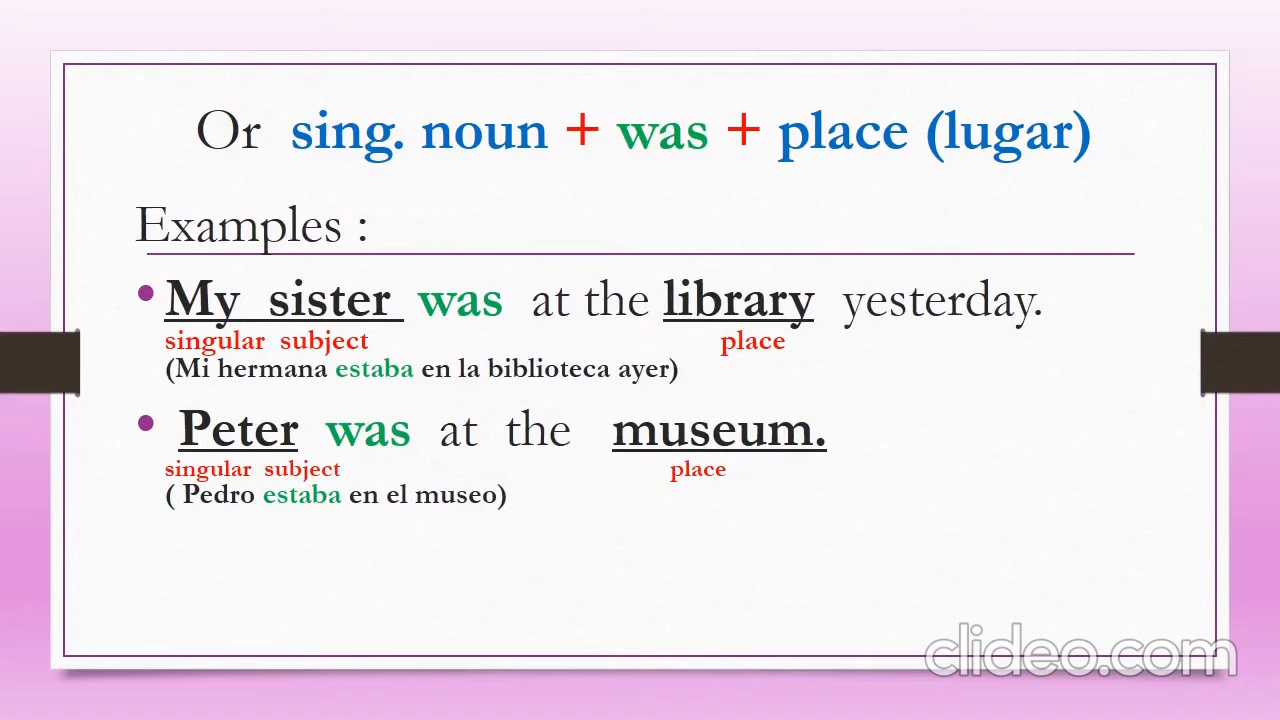 Or sing. noun + was + place (lugar)
Examples :
• My sister was at the library yesterday.
singular subject place
(Mi hermana estaba en la biblioteca ayer)
• Peter was at the museum.
singular subject place
( Pedro estaba en el museo)
clideo.com